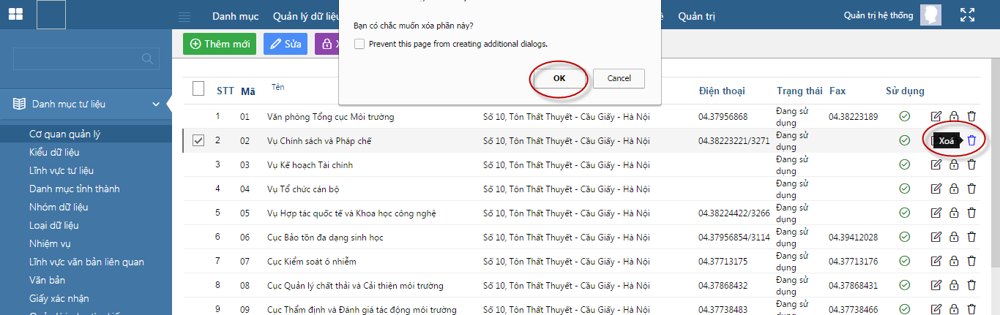 Danh mục Quản lý dữ liệu Quản trị Quản trị hệ thống
Bạn có chắc muốn xóa phần này?
Prevent this page from creating additional dialogs.
OK Cancel
Thêm mới Sửa
Danh mục tư liệu
Cơ quan quản lý
Kiểu dữ liệu
Lĩnh vực tư liệu
Danh mục tỉnh thành
Nhóm dữ liệu
Loại dữ liệu
Nhiệm vụ
Lĩnh vực văn bản liên quan
Văn bản
Giấy xác nhận
STT Mã Tên Điện thoại Trạng thái Fax Sử dụng
1 01 Văn phòng Tổng cục Môi trường Số 10, Tôn Thất Thuyết - Cầu Giấy - Hà Nội 04.37956868 Đang sử dụng 04.38223189
2 02 Vụ Chính sách và Pháp chế Số 10, Tôn Thất Thuyết - Cầu Giấy - Hà Nội 04.38223221/3271 Đang sử dụng Xoá
3 03 Vụ Kế hoạch Tài chính Số 10, Tôn Thất Thuyết - Cầu Giấy - Hà Nội Đang sử dụng
4 04 Vụ Tổ chức cán bộ Số 10, Tôn Thất Thuyết - Cầu Giấy - Hà Nội Đang sử dụng
5 05 Vụ Hợp tác quốc tế và Khoa học công nghệ Số 10, Tôn Thất Thuyết - Cầu Giấy - Hà Nội 04.38224422/3266 Đang sử dụng
6 06 Cục Bảo tồn đa dạng sinh học Số 10, Tôn Thất Thuyết - Cầu Giấy - Hà Nội 04.37956854/3114 Đang sử dụng 04.39412028
7 07 Cục Kiểm soát ô nhiễm Số 10, Tôn Thất Thuyết - Cầu Giấy - Hà Nội 04.37713175 Đang sử dụng 04.37713176
8 08 Cục Quản lý chất thải và Cải thiện môi trường Số 10, Tôn Thất Thuyết - Cầu Giấy - Hà Nội 04.37868432 Đang sử dụng 04.37868431
9 09 Cục Thẩm định và Đánh giá tác động môi trường Số 10, Tôn Thất Thuyết - Cầu Giấy - Hà Nội 04.37738483 Đang sử dụng 04.37738486